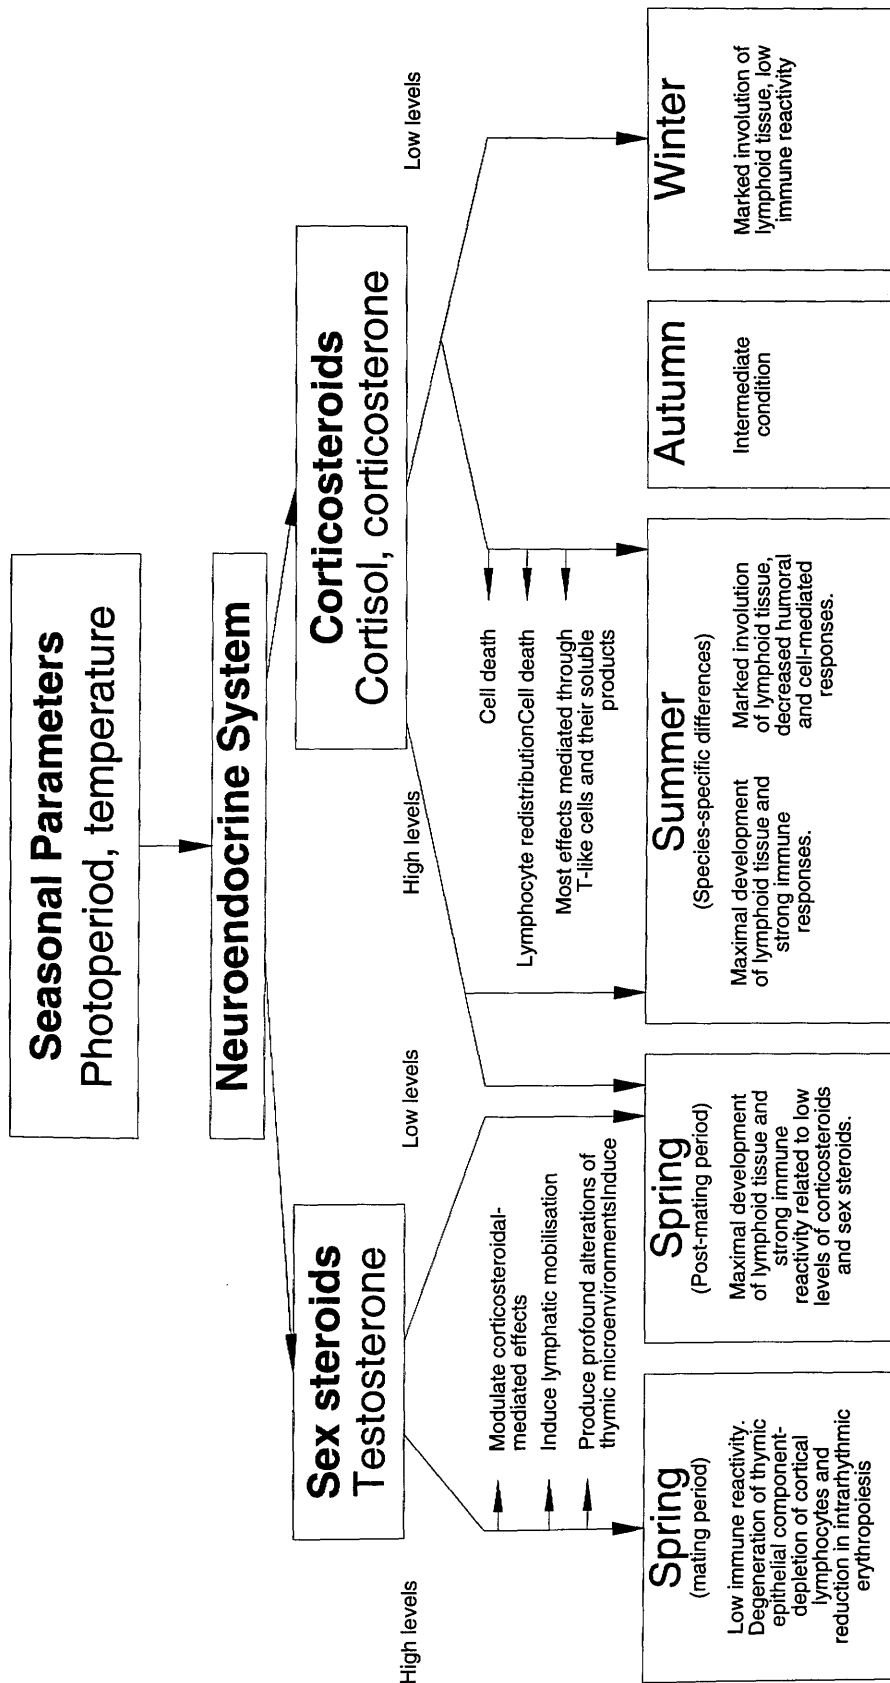 Seasonal Parameters
Photoperiod, temperature
Neuroendocrine System
Sex steroids
Testosterone
Corticosteroids
Cortisol, corticosterone
High levels
Low levels
High levels
Low levels
Modulate corticosteroidal-
mediated effects
Induce lymphatic mobilisation
Produce profound alterations of
thymic microenvironmentsInduce
Cell death
Lymphocyte redistributionCell death
Most effects mediated through
T-like cells and their soluble
products
Spring
(mating period)
Low immune reactivity.
Degeneration of thymic
epithelial component-
depletion of cortical
lymphocytes and
reduction in intrarhythmic
erythropoiesis
Spring
(Post-mating period)
Maximal development
of lymphoid tissue and
strong immune
reactivity related to low
levels of corticosteroids
and sex steroids.
Summer
(Species-specific differences)
Maximal development
of lymphoid tissue and
strong immune
responses.
Marked involution
of lymphoid tissue,
decreased humoral
and cell-mediated
responses.
Autumn
Intermediate
condition
Winter
Marked involution of
lymphoid tissue, low
immune reactivity